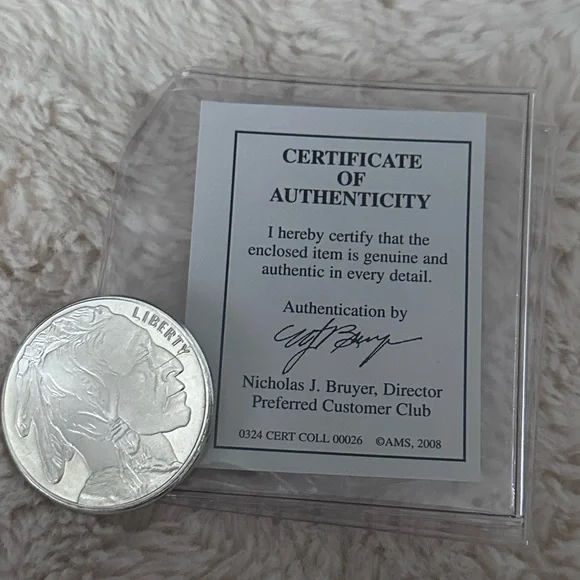 LIBERTY
CERTIFICATE
OF
AUTHENTICITY
I hereby certify that the
enclosed item is genuine and
authentic in every detail.
Authentication by
Nicholas J. Bruyer, Director
Preferred Customer Club
0324 CERT COLL 00026 ©AMS, 2008